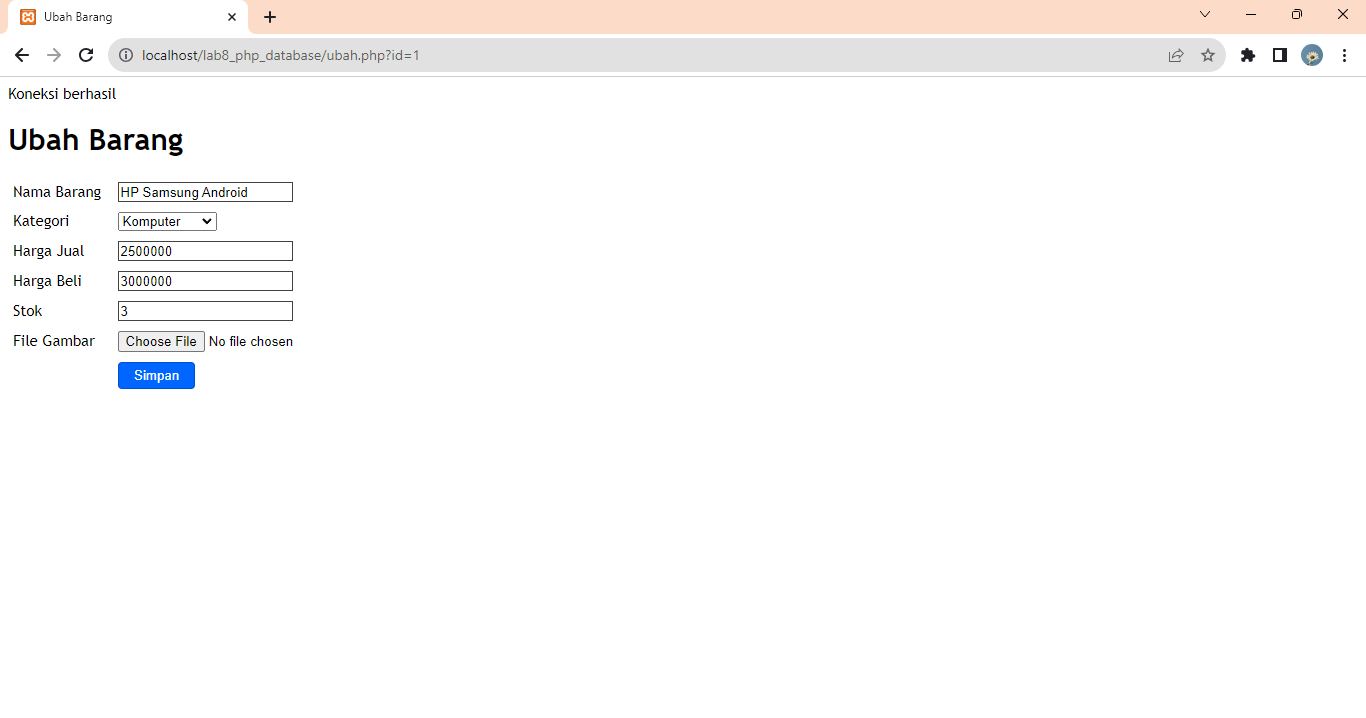 Ubah Barang
localhost/lab8_php_database/ubah.php?id=1
Koneksi berhasil
Ubah Barang
Nama Barang HP Samsung Android
Kategori Komputer
Harga Jual 2500000
Harga Beli 3000000
Stok 3
File Gambar Choose File No file chosen
Simpan